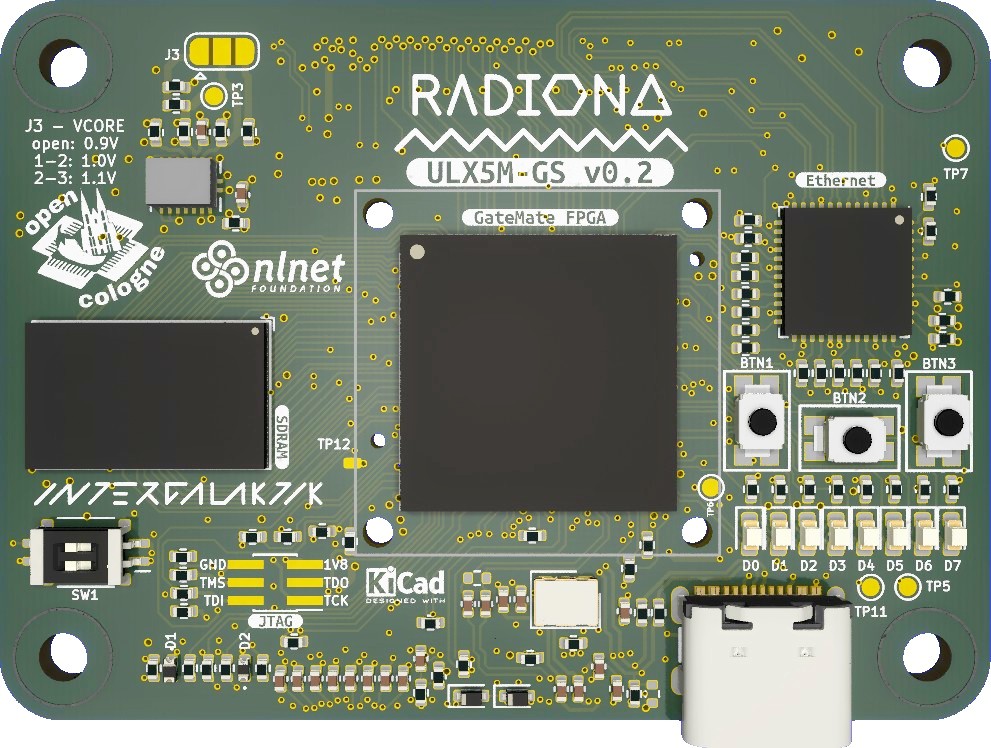 J3
TP3
RADIONA
J3 - VCORE
open: 0.9V
1-2: 1.0V
2-3: 1.1V
ULX5M-GS v0.2
TP7
Ethernet
open
cologne
GateMate FPGA
nlnet
FOUNDATION
BTN1
BTN3
BTN2
SDRAM
TP12
INTERGALAKTIK
TP6
D0 D1 D2 D3 D4 D5 D6 D7
SW1
GND 1V8
TMS TDO
TDI TCK
JTAG
KiCad
DESIGNED WITH
TP11
TP5
D1
D2